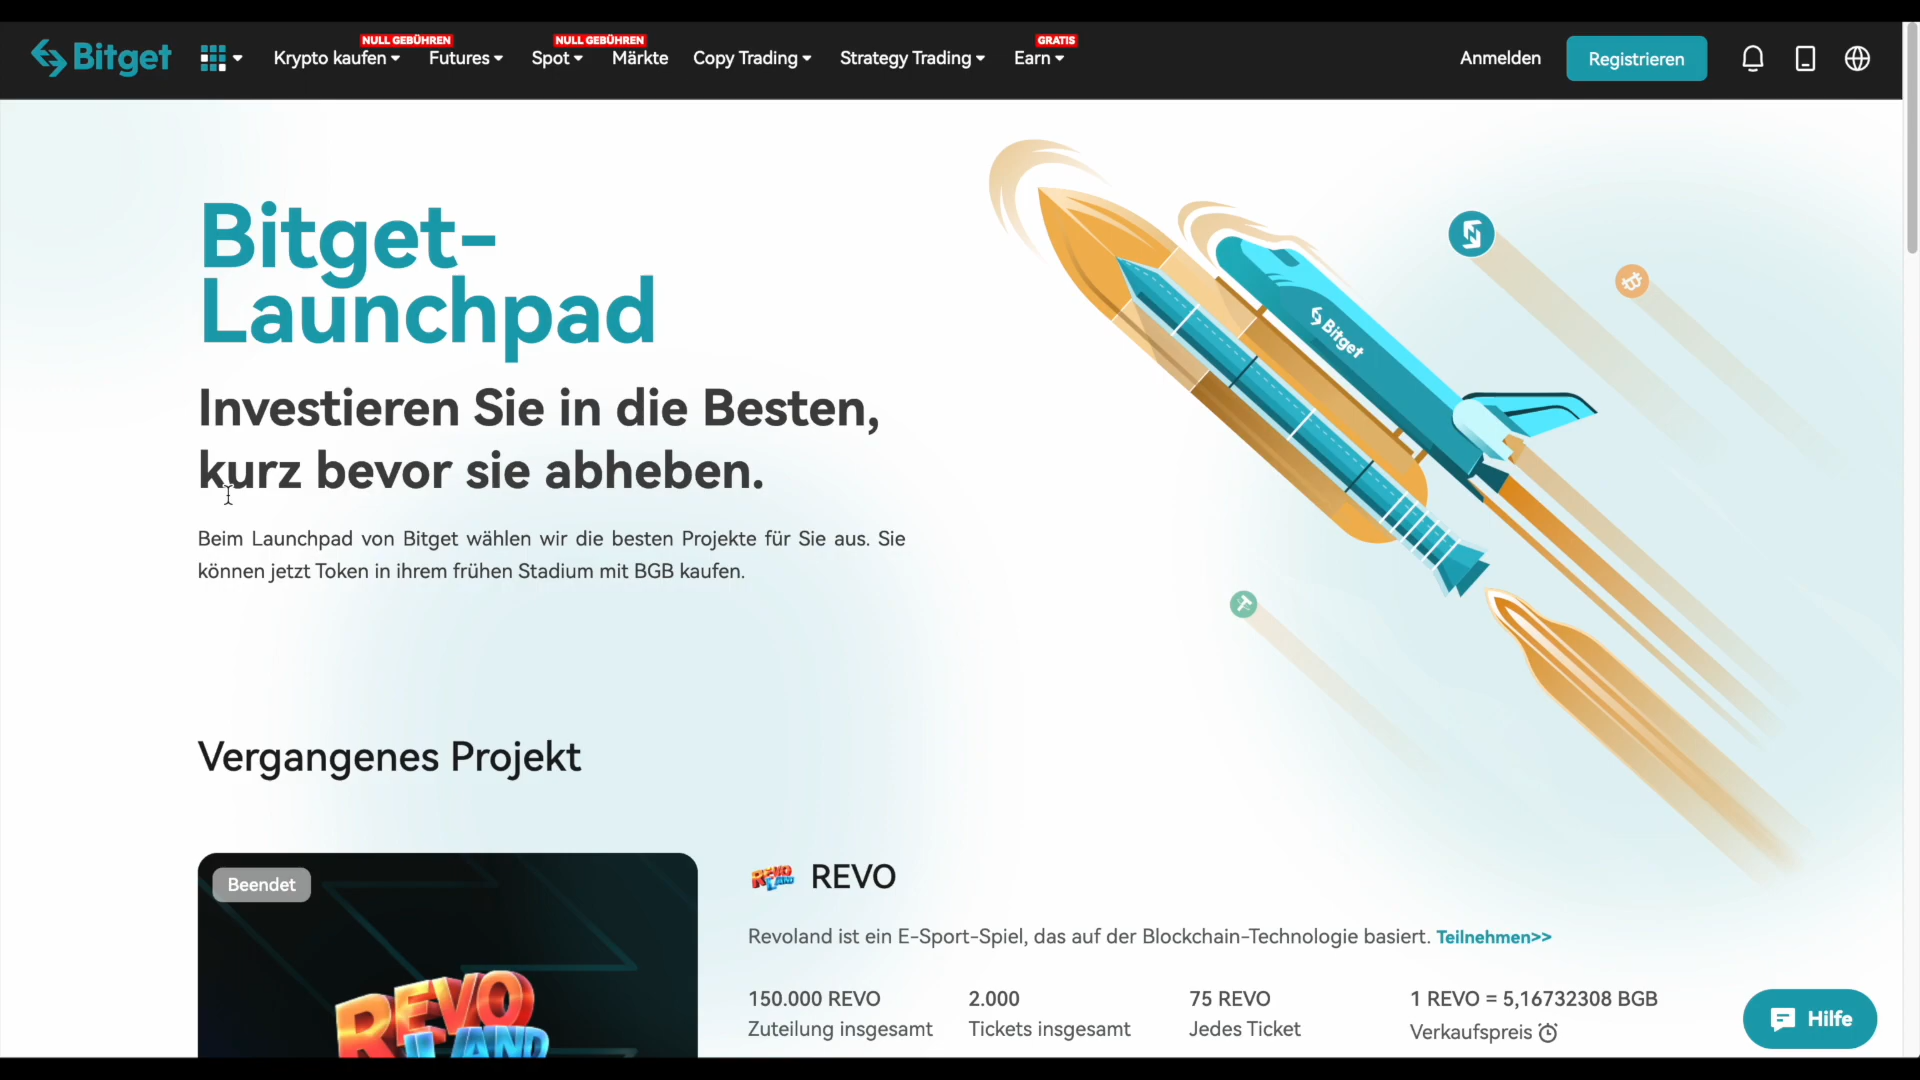 Bitget
NULL GEBÜHREN
NULL GEBÜHREN
GRATIS
Krypto kaufen
Futures
Spot
Märkte
Copy Trading
Strategy Trading
Earn
Anmelden
Registrieren
Bitget-
Launchpad
Investieren Sie in die Besten,
kurz bevor sie abheben.
Beim Launchpad von Bitget wählen wir die besten Projekte für Sie aus. Sie
können jetzt Token in ihrem frühen Stadium mit BGB kaufen.
Bitget
Vergangenes Projekt
Beendet
REVO
LAND
REVO
LAND
REVO
Revoland ist ein E-Sport-Spiel, das auf der Blockchain-Technologie basiert. Teilnehmen>>
150.000 REVO
Zuteilung insgesamt
2.000
Tickets insgesamt
75 REVO
Jedes Ticket
1 REVO = 5,16732308 BGB
Verkaufspreis
Hilfe